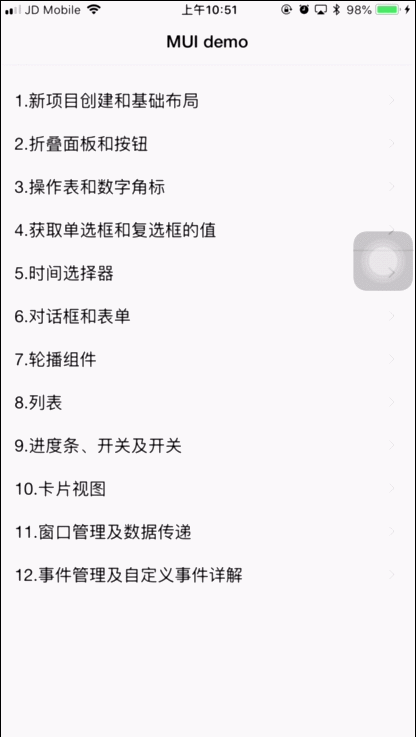 JD Mobile 上午10:51 98%
MUI demo
1.新项目创建和基础布局
2.折叠面板和按钮
3.操作表和数字角标
4.获取单选框和复选框的值
5.时间选择器
6.对话框和表单
7.轮播组件
8.列表
9.进度条、开关及开关
10.卡片视图
11.窗口管理及数据传递
12.事件管理及自定义事件详解